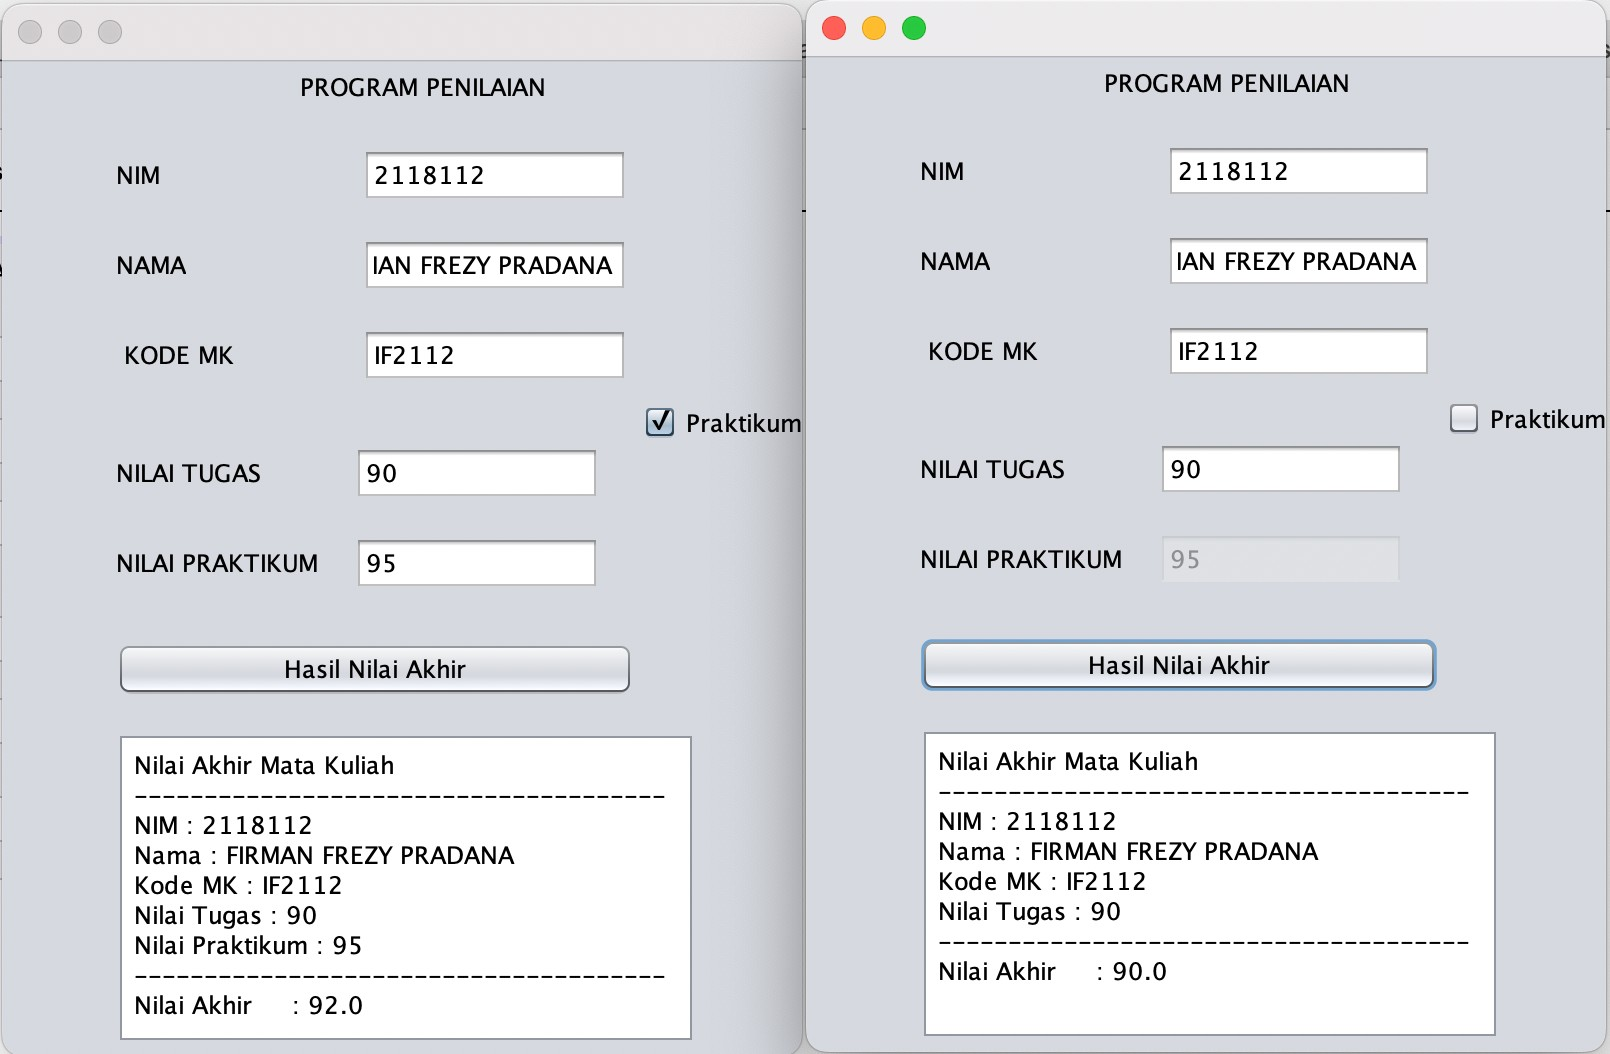 PROGRAM PENILAIAN
NIM
2118112
NAMA
IAN FREZY PRADANA
KODE MK
IF2112
Praktikum
NILAI TUGAS
90
NILAI PRAKTIKUM
95
Hasil Nilai Akhir
Nilai Akhir Mata Kuliah
--------------------------------------
NIM : 2118112
Nama : FIRMAN FREZY PRADANA
Kode MK : IF2112
Nilai Tugas : 90
Nilai Praktikum : 95
--------------------------------------
Nilai Akhir : 92.0
PROGRAM PENILAIAN
NIM
2118112
NAMA
IAN FREZY PRADANA
KODE MK
IF2112
Praktikum
NILAI TUGAS
90
NILAI PRAKTIKUM
95
Hasil Nilai Akhir
Nilai Akhir Mata Kuliah
--------------------------------------
NIM : 2118112
Nama : FIRMAN FREZY PRADANA
Kode MK : IF2112
Nilai Tugas : 90
--------------------------------------
Nilai Akhir : 90.0